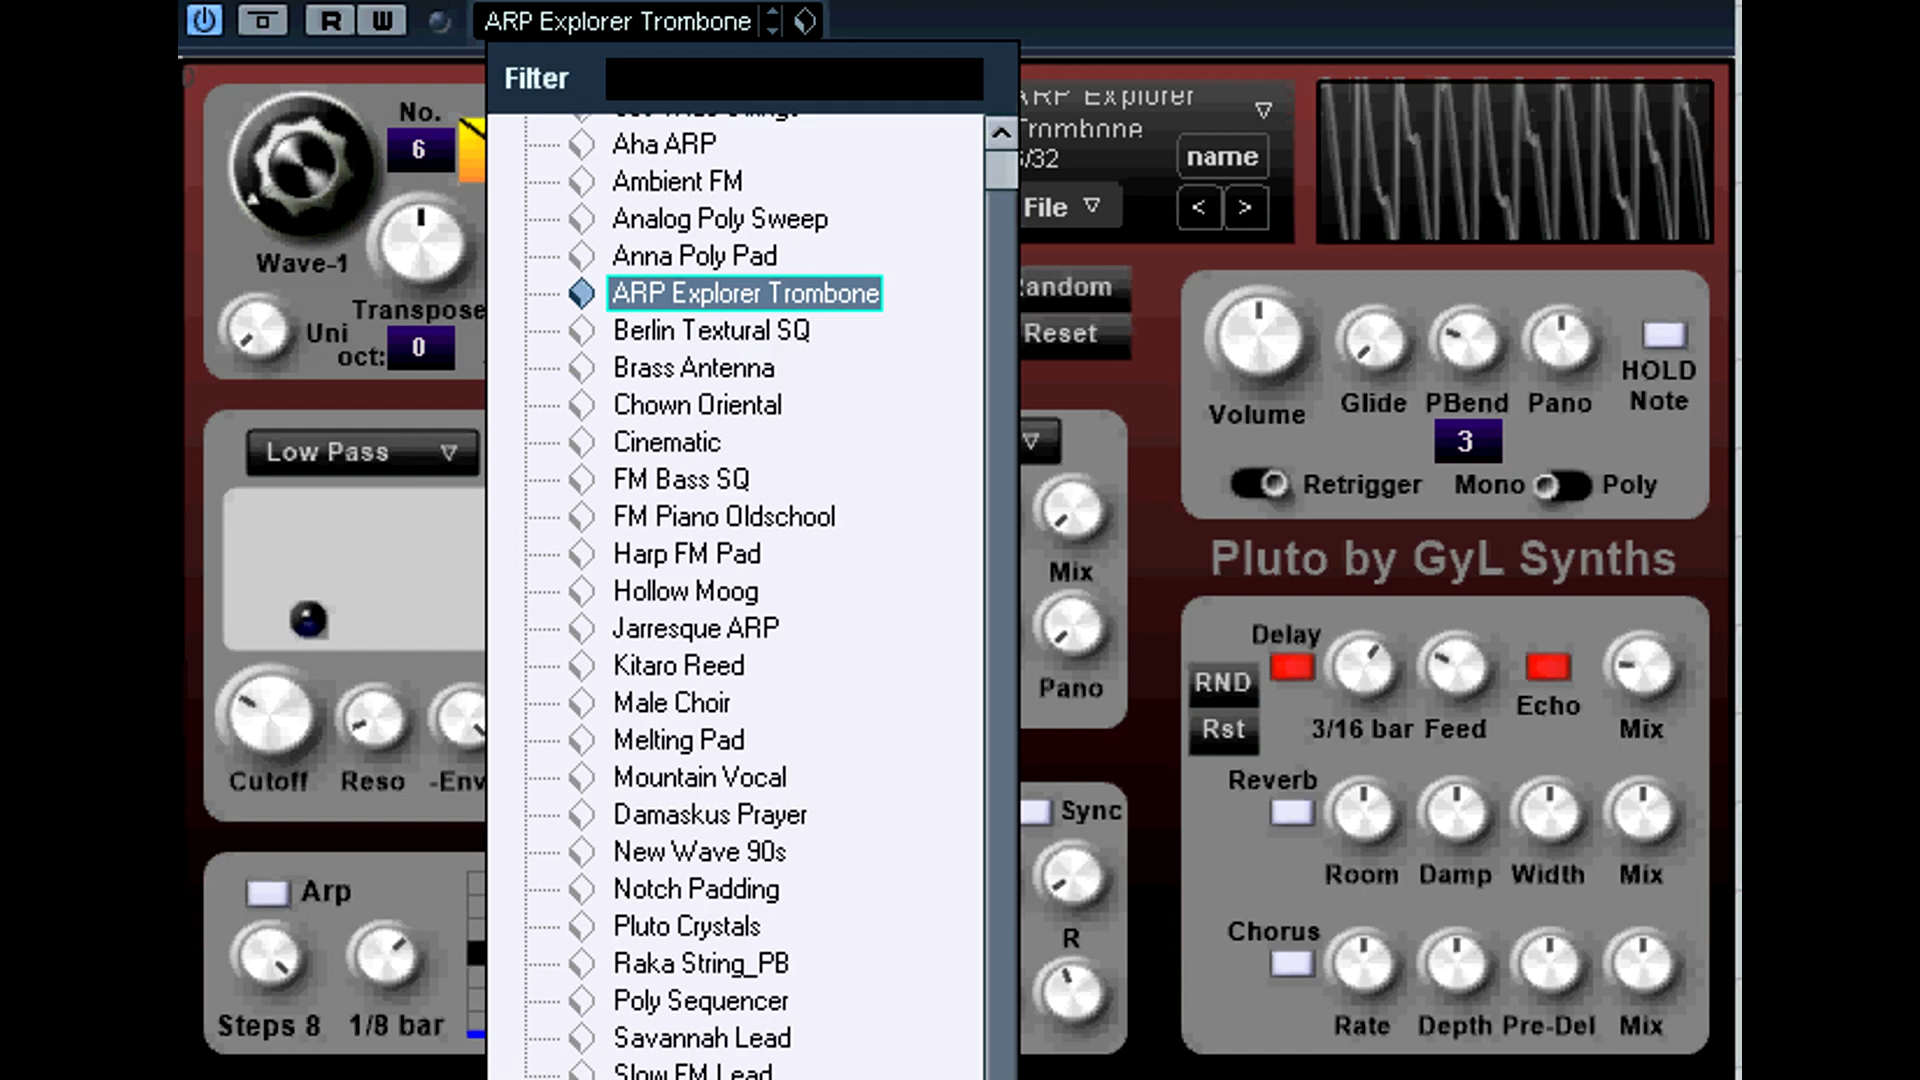 R W
ARP Explorer Trombone
Filter
Aha ARP
Ambient FM
Analog Poly Sweep
Anna Poly Pad
ARP Explorer Trombone
Berlin Textural SQ
Brass Antenna
Chown Oriental
Cinematic
FM Bass SQ
FM Piano Oldschool
Harp FM Pad
Hollow Moog
Jarresque ARP
Kitaro Reed
Male Choir
Melting Pad
Mountain Vocal
Damaskus Prayer
New Wave 90s
Notch Padding
Pluto Crystals
Raka String_PB
Poly Sequencer
Savannah Lead
Slow FM Lead
No.
6
Wave-1
Transpose
Uni
oct: 0
Low Pass
Cutoff Reso -Env
Arp
Steps 8 1/8 bar
ARP Explorer
Trombone
/32
name
File
< >
Random
Reset
Mix
Pano
Sync
R
Volume Glide PBend Pano
3
HOLD
Note
Retrigger Mono Poly
Pluto by GyL Synths
Delay
RND
Rst
3/16 bar Feed Echo Mix
Reverb
Room Damp Width Mix
Chorus
Rate Depth Pre-Del Mix